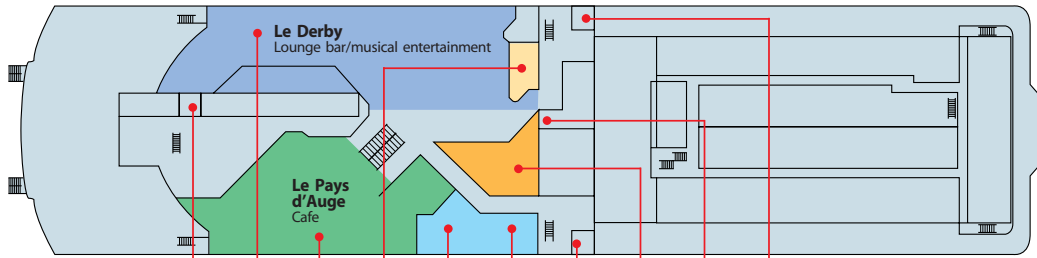 Le Derby
Lounge bar/musical entertainment
Le Pays
d'Auge
Cafe